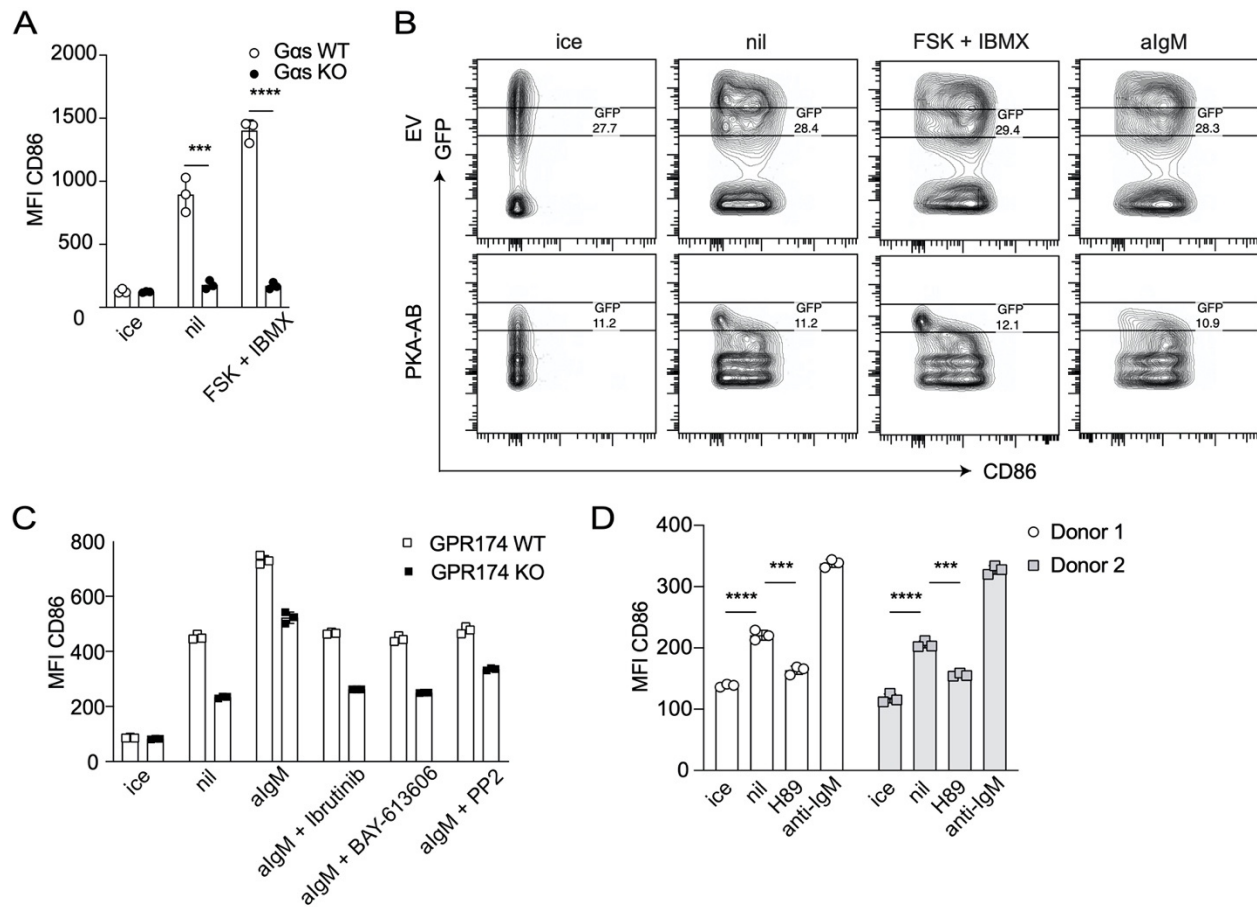 A
MFI CD86
2000
1500
1000
500
0
Gαs WT
Gαs KO
***
****
ice
nil
FSK + IBMX
B
ice
nil
FSK + IBMX
aIgM
EV
PKA-AB
GFP
GFP
27.7
GFP
28.4
GFP
29.4
GFP
28.3
GFP
11.2
GFP
11.2
GFP
12.1
GFP
10.9
CD86
C
MFI CD86
800
600
400
200
0
GPR174 WT
GPR174 KO
ice
nil
aIgM
aIgM + Ibrutinib
aIgM + BAY-613606
aIgM + PP2
D
MFI CD86
400
300
200
100
0
Donor 1
Donor 2
****
***
****
***
ice
nil
H89
anti-IgM
ice
nil
H89
anti-IgM